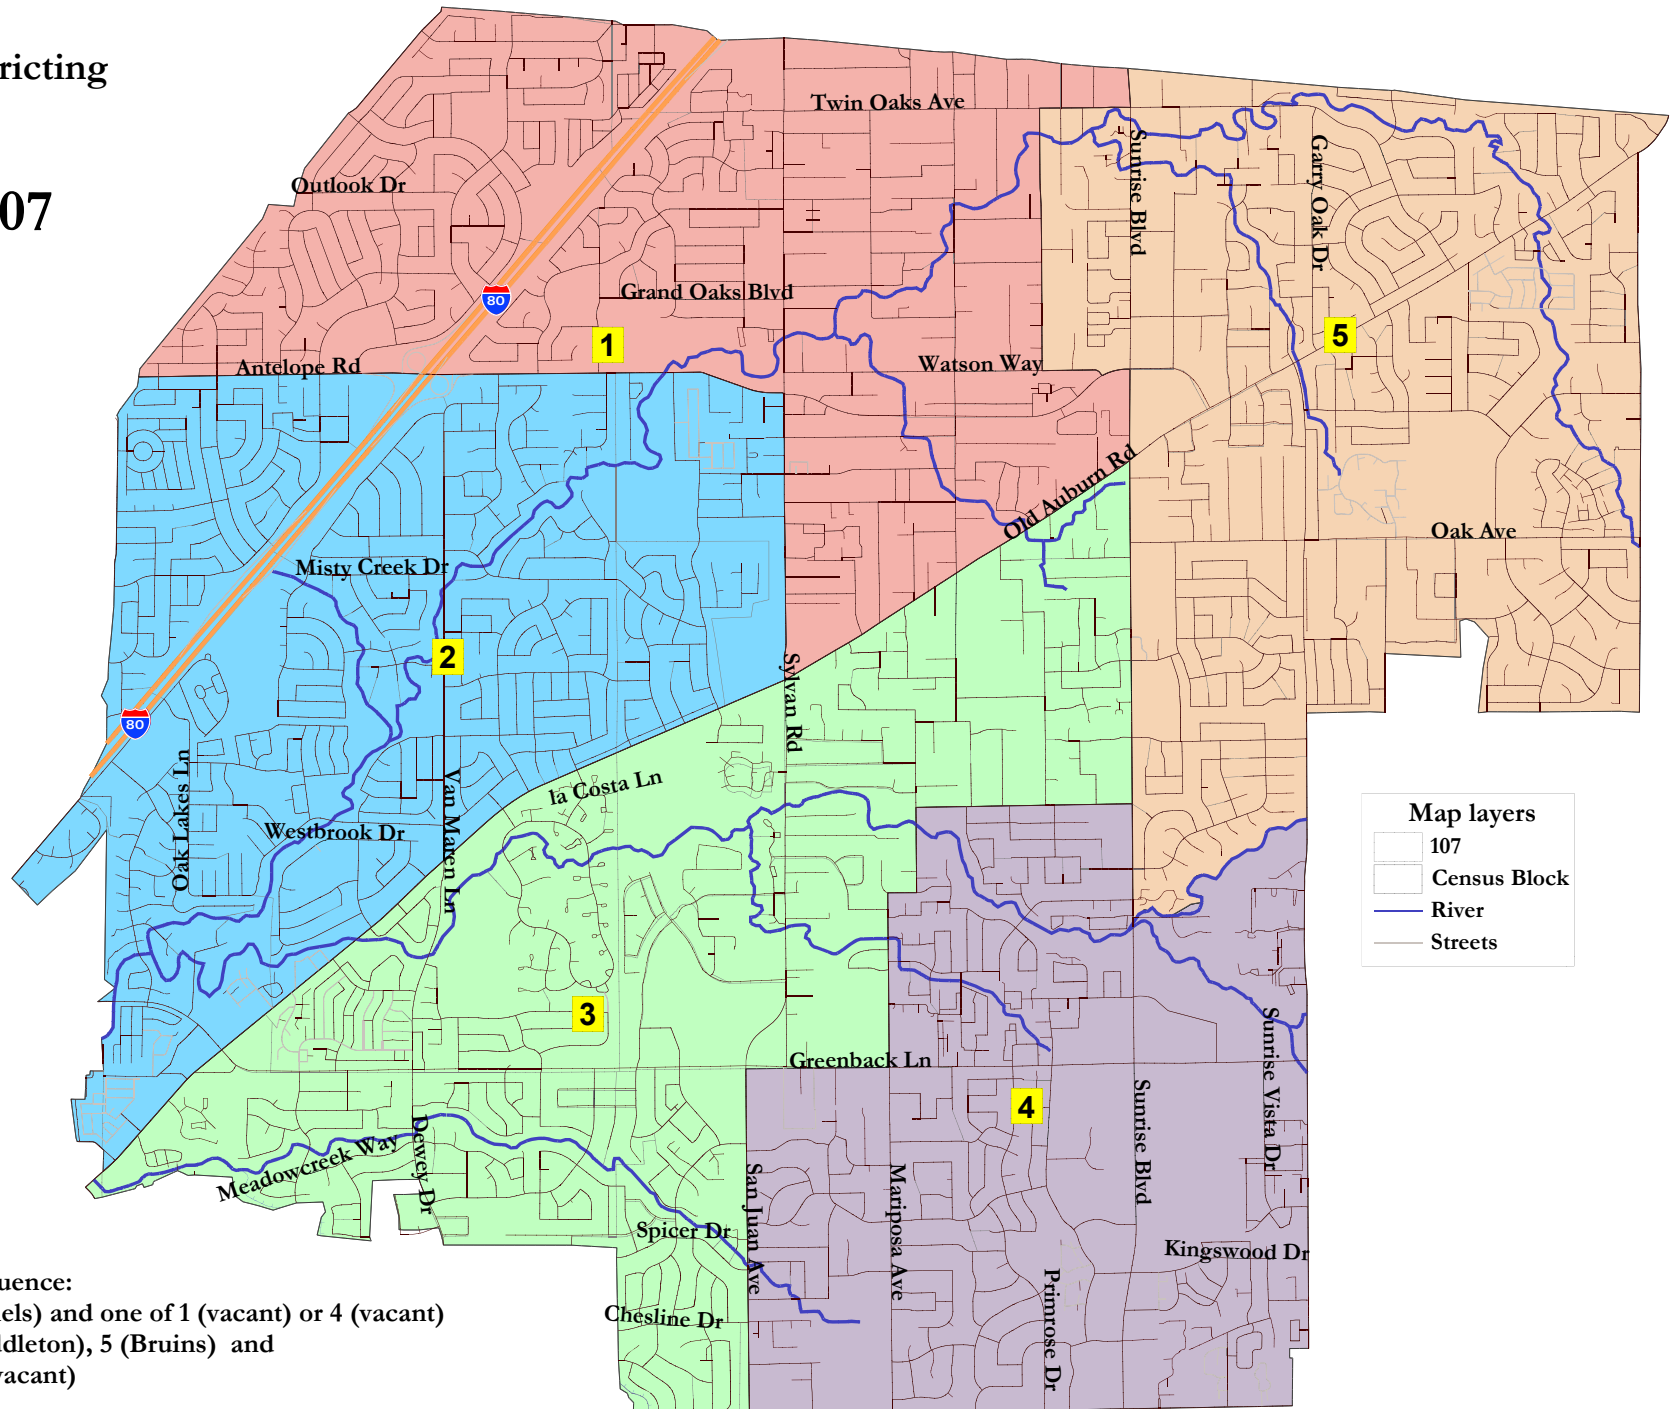 ricting
07
Twin Oaks Ave
Outlook Dr
Sunrise Blvd
Garry Oak Dr
Grand Oaks Blvd
80
1
5
Antelope Rd
Watson Way
Old Auburn Rd
Oak Ave
Misty Creek Dr
2
Sylvan Rd
80
Oak Lakes Ln
Van Maren Ln
la Costa Ln
Westbrook Dr
Map layers
107
Census Block
River
Streets
3
Greenback Ln
4
Sunrise Vista Dr
Sunrise Blvd
Meadowcreek Way
Dewey Dr
San Juan Ave
Mariposa Ave
Spicer Dr
Kingswood Dr
Primrose Dr
Chesline Dr
uence:
els) and one of 1 (vacant) or 4 (vacant)
ddleton), 5 (Bruins) and
vacant)